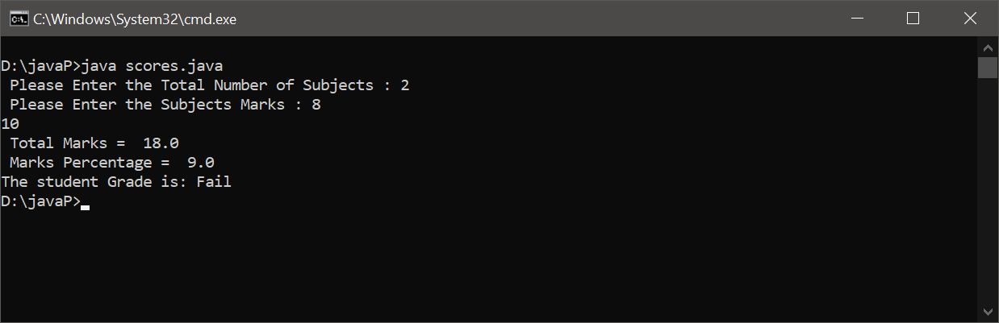 C:\Windows\System32\cmd.exe
D:\javaP>java scores.java
Please Enter the Total Number of Subjects : 2
Please Enter the Subjects Marks : 8
10
Total Marks =  18.0
Marks Percentage =  9.0
The student Grade is: Fail
D:\javaP>